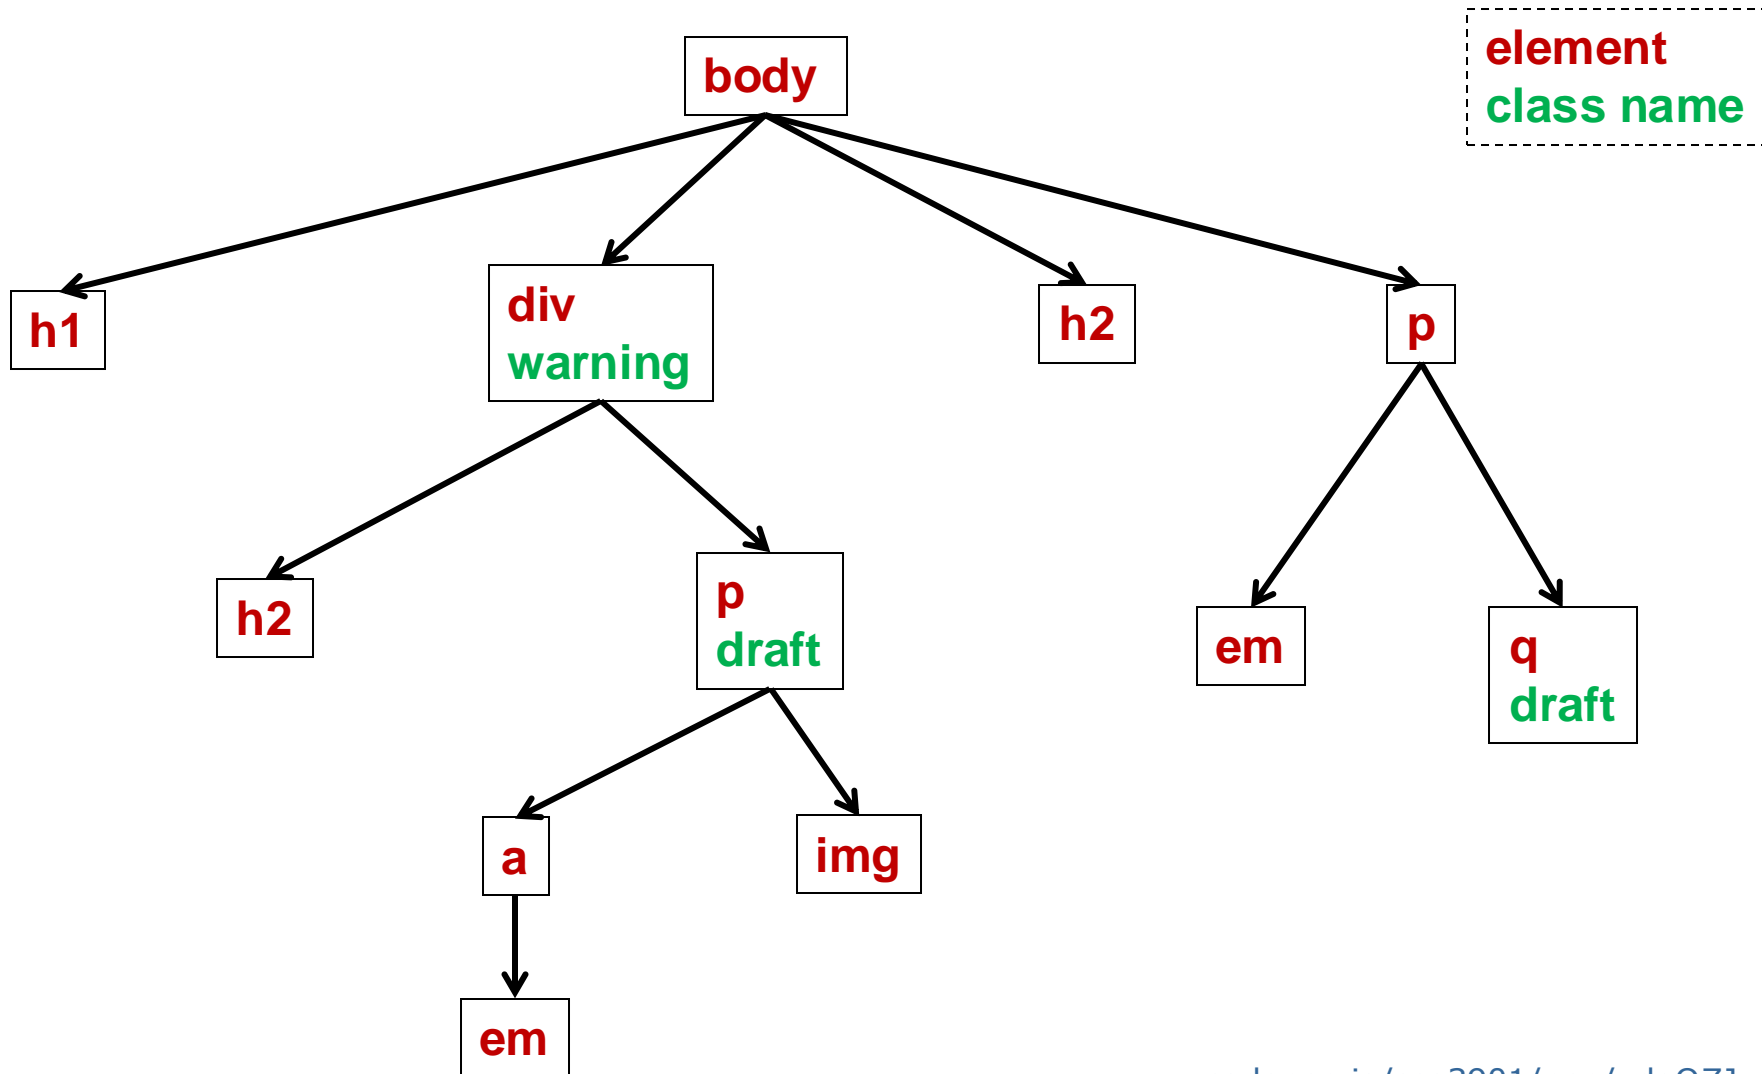 body
element
class name
h1
div
warning
h2
p
h2
p
draft
em
q
draft
a
img
em